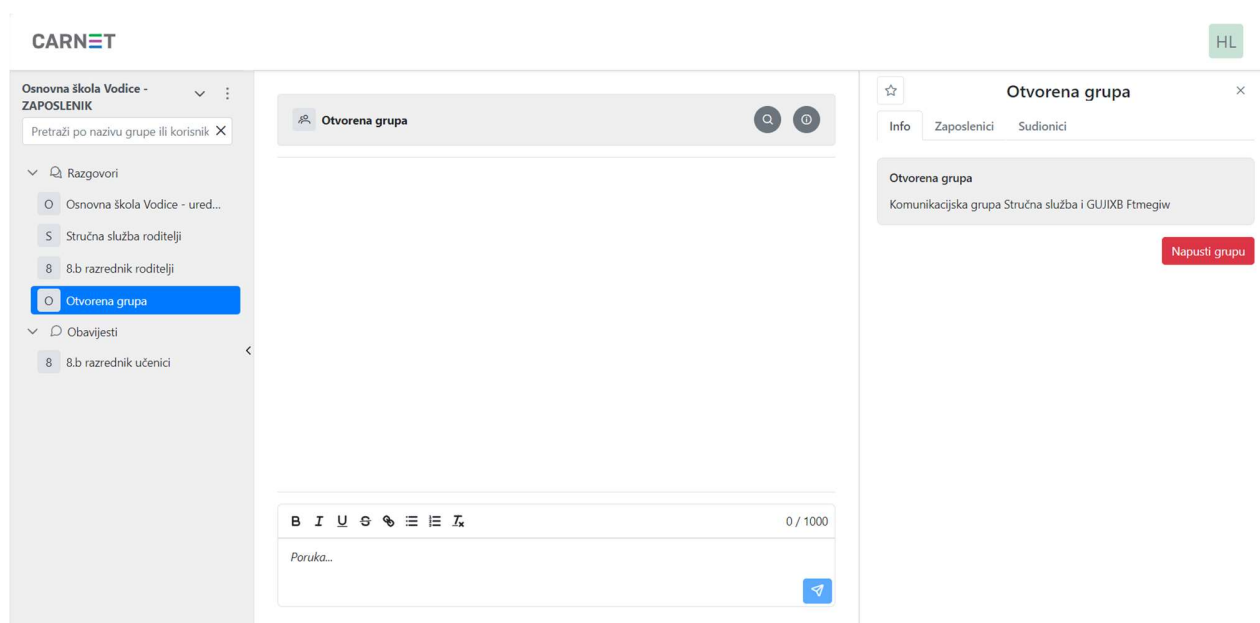 CARNET
HL
Osnovna škola Vodice -
ZAPOSLENIK
Pretraži po nazivu grupe ili korisnik
Razgovori
O Osnovna škola Vodice - ured...
S Stručna služba roditelji
8 8.b razrednik roditelji
O Otvorena grupa
Obavijesti
8 8.b razrednik učenici
Otvorena grupa
B I U S Tx 0 / 1000
Poruka...
Otvorena grupa
Info Zaposlenici Sudionici
Otvorena grupa
Komunikacijska grupa Stručna služba i GUJIXB Ftmegiw
Napusti grupu